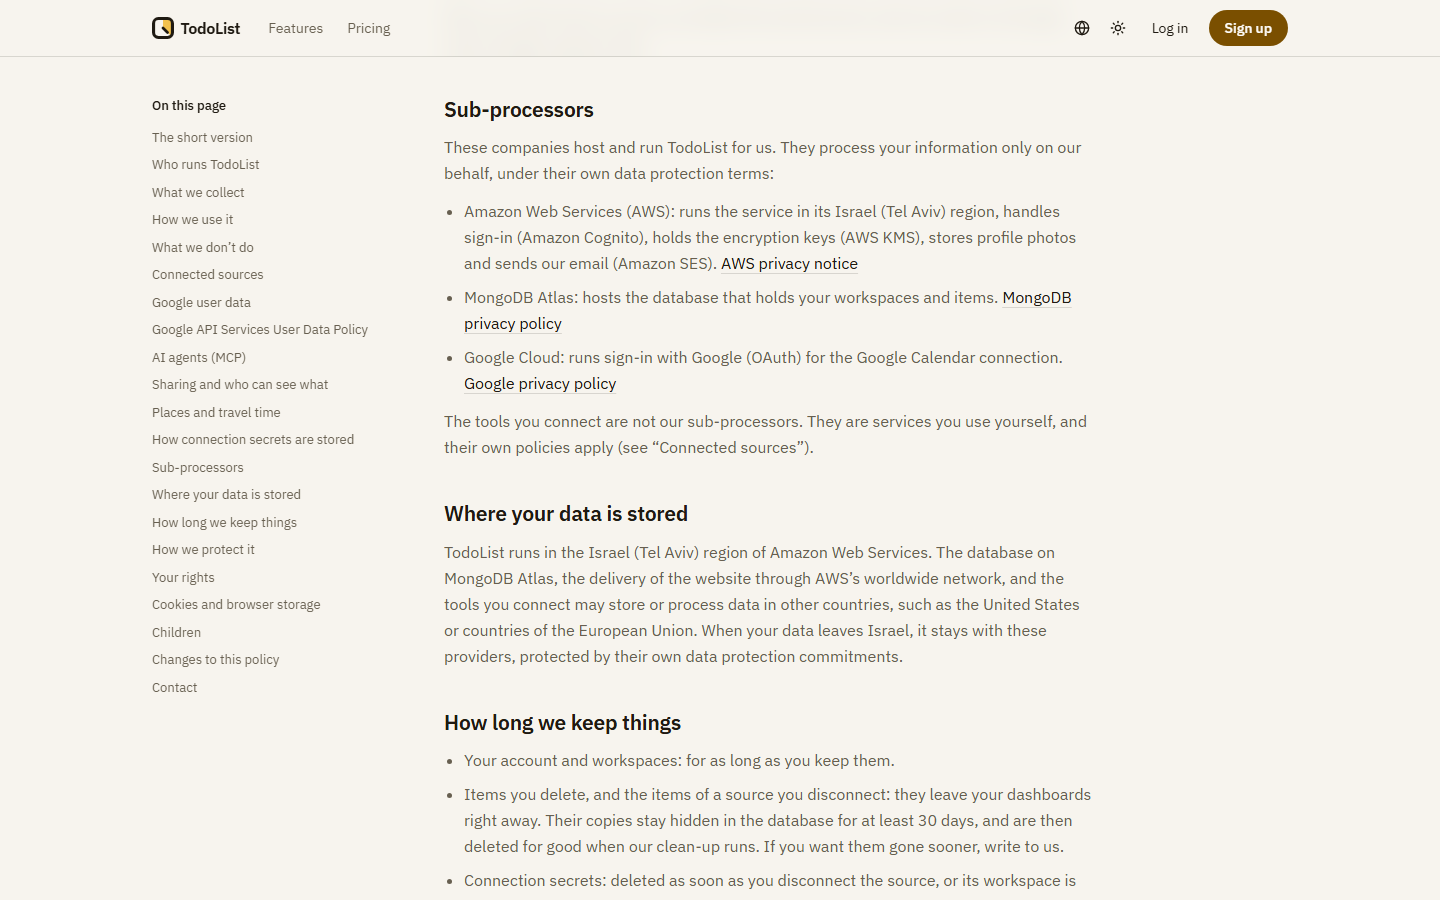 TodoList
Features
Pricing
Log in
Sign up
On this page
The short version
Who runs TodoList
What we collect
How we use it
What we don’t do
Connected sources
Google user data
Google API Services User Data Policy
AI agents (MCP)
Sharing and who can see what
Places and travel time
How connection secrets are stored
Sub-processors
Where your data is stored
How long we keep things
How we protect it
Your rights
Cookies and browser storage
Children
Changes to this policy
Contact
Sub-processors
These companies host and run TodoList for us. They process your information only on our
behalf, under their own data protection terms:
• Amazon Web Services (AWS): runs the service in its Israel (Tel Aviv) region, handles
sign-in (Amazon Cognito), holds the encryption keys (AWS KMS), stores profile photos
and sends our email (Amazon SES). AWS privacy notice
• MongoDB Atlas: hosts the database that holds your workspaces and items. MongoDB
privacy policy
• Google Cloud: runs sign-in with Google (OAuth) for the Google Calendar connection.
Google privacy policy
The tools you connect are not our sub-processors. They are services you use yourself, and
their own policies apply (see “Connected sources”).
Where your data is stored
TodoList runs in the Israel (Tel Aviv) region of Amazon Web Services. The database on
MongoDB Atlas, the delivery of the website through AWS’s worldwide network, and the
tools you connect may store or process data in other countries, such as the United States
or countries of the European Union. When your data leaves Israel, it stays with these
providers, protected by their own data protection commitments.
How long we keep things
• Your account and workspaces: for as long as you keep them.
• Items you delete, and the items of a source you disconnect: they leave your dashboards
right away. Their copies stay hidden in the database for at least 30 days, and are then
deleted for good when our clean-up runs. If you want them gone sooner, write to us.
• Connection secrets: deleted as soon as you disconnect the source, or its workspace is